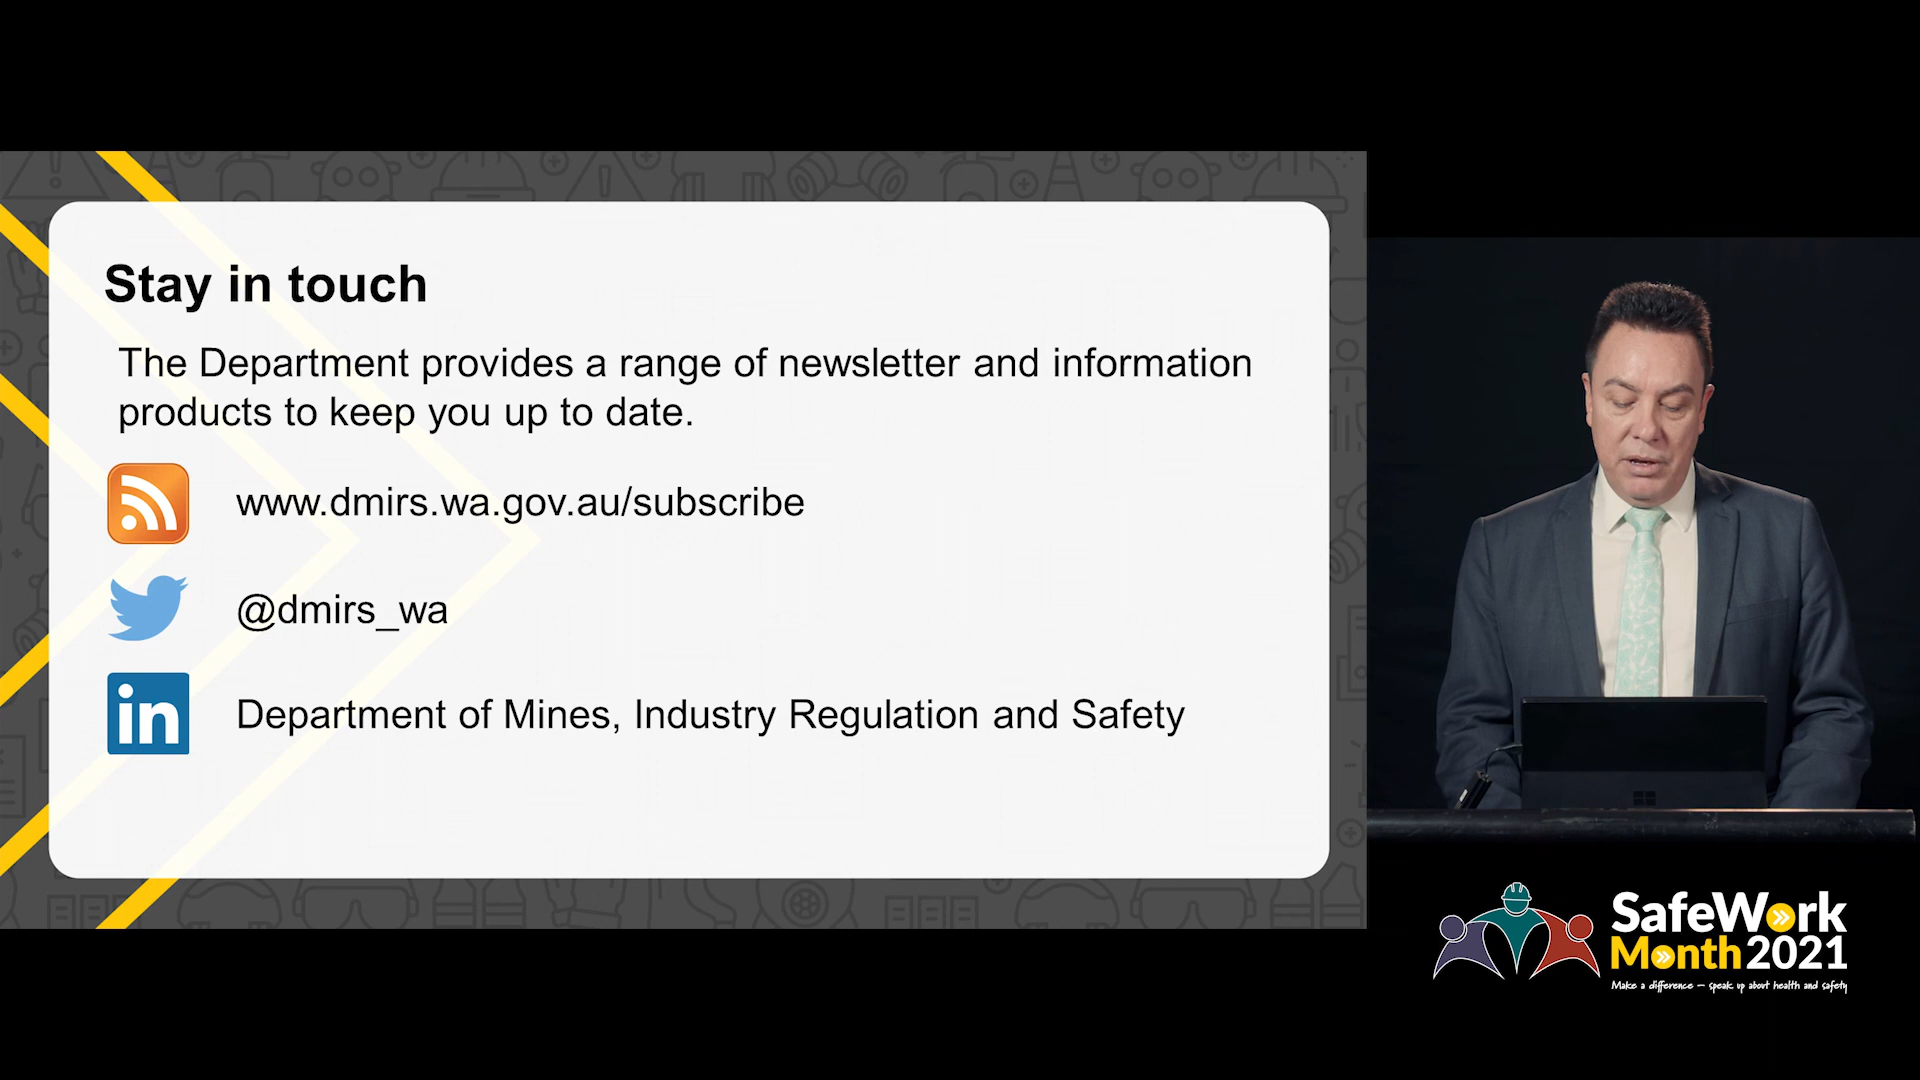 Stay in touch
The Department provides a range of newsletter and information
products to keep you up to date.
www.dmirs.wa.gov.au/subscribe
@dmirs_wa
in
Department of Mines, Industry Regulation and Safety
SafeWork
Month 2021
Make a difference – speak up about health and safety